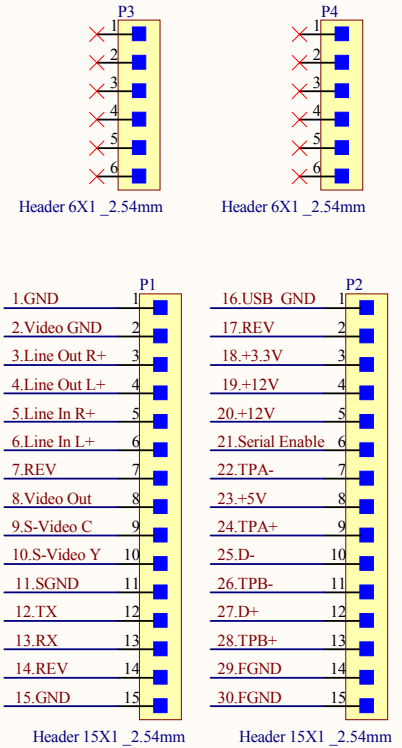 P3
1
2
3
4
5
6
Header 6X1 _2.54mm
P4
1
2
3
4
5
6
Header 6X1 _2.54mm
P1
1.GND 1
2.Video GND 2
3.Line Out R+ 3
4.Line Out L+ 4
5.Line In R+ 5
6.Line In L+ 6
7.REV 7
8.Video Out 8
9.S-Video C 9
10.S-Video Y 10
11.SGND 11
12.TX 12
13.RX 13
14.REV 14
15.GND 15
Header 15X1 _2.54mm
P2
16.USB GND 1
17.REV 2
18.+3.3V 3
19.+12V 4
20.+12V 5
21.Serial Enable 6
22.TPA- 7
23.+5V 8
24.TPA+ 9
25.D- 10
26.TPB- 11
27.D+ 12
28.TPB+ 13
29.FGND 14
30.FGND 15
Header 15X1 _2.54mm